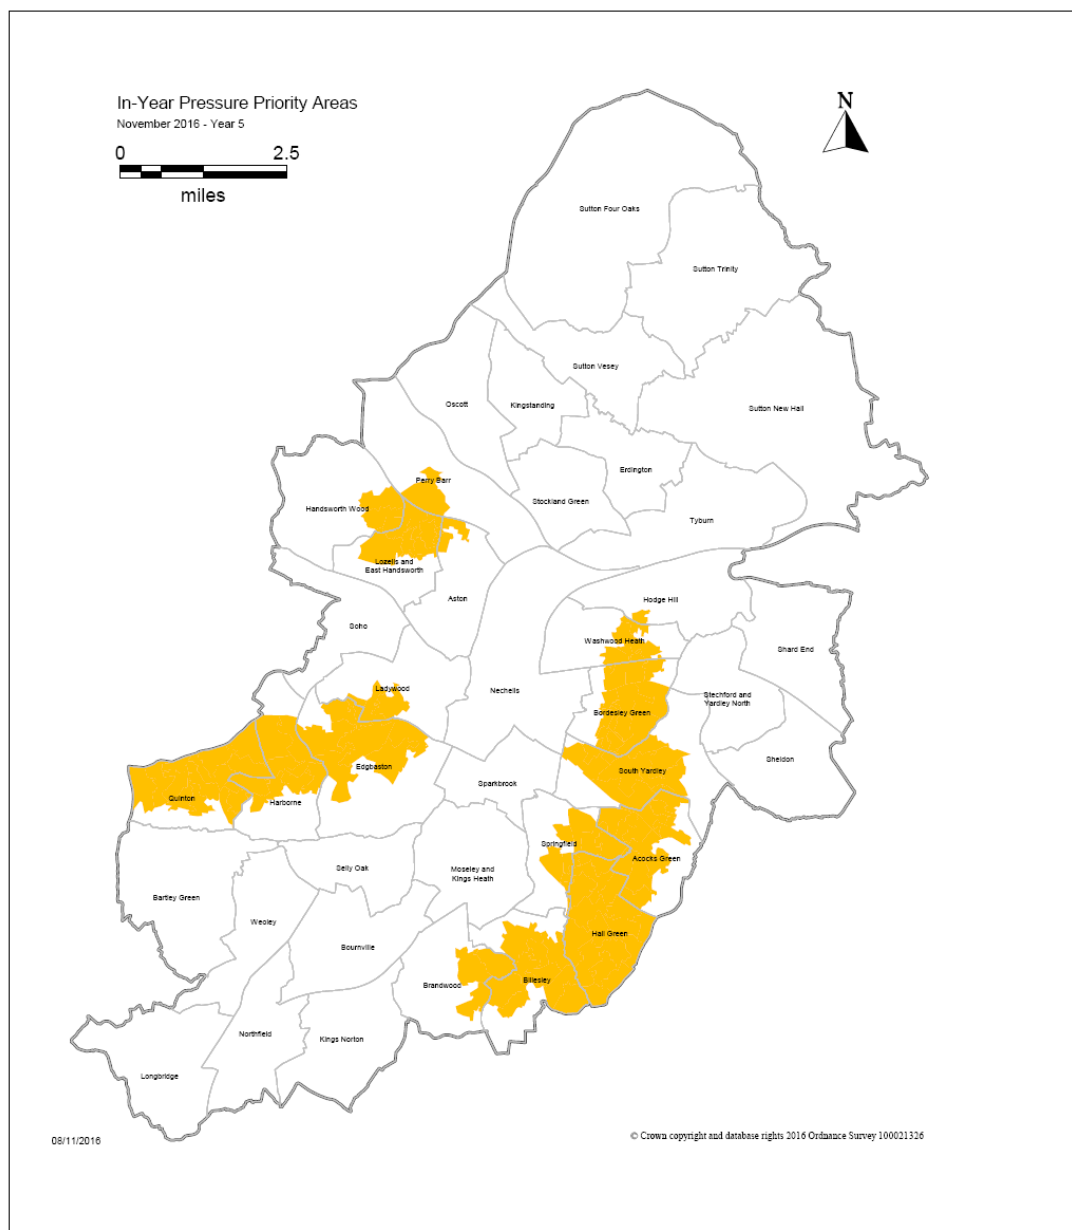 In-Year Pressure Priority Areas
November 2016 - Year 5
0 2.5
miles
N
Sutton Four Oaks
Sutton Trinity
Sutton Vesey
Oscott
Kingstanding
Sutton New Hall
Erdington
Perry Barr
Stockland Green
Handsworth Wood
Tyburn
Lozells and
East Handsworth
Aston
Hodge Hill
Soho
Washwood Heath
Shard End
Ladywood
Nechells
Stechford and
Yardley North
Bordesley Green
Edgbaston
Sheldon
South Yardley
Sparkbrook
Quinton
Harborne
Springfield
Acocks Green
Selly Oak
Moseley and
Kings Heath
Bartley Green
Weoley
Hall Green
Bournville
Brandwood
Billesley
Northfield
Kings Norton
Longbridge
08/11/2016
© Crown copyright and database rights 2016 Ordnance Survey 100021326